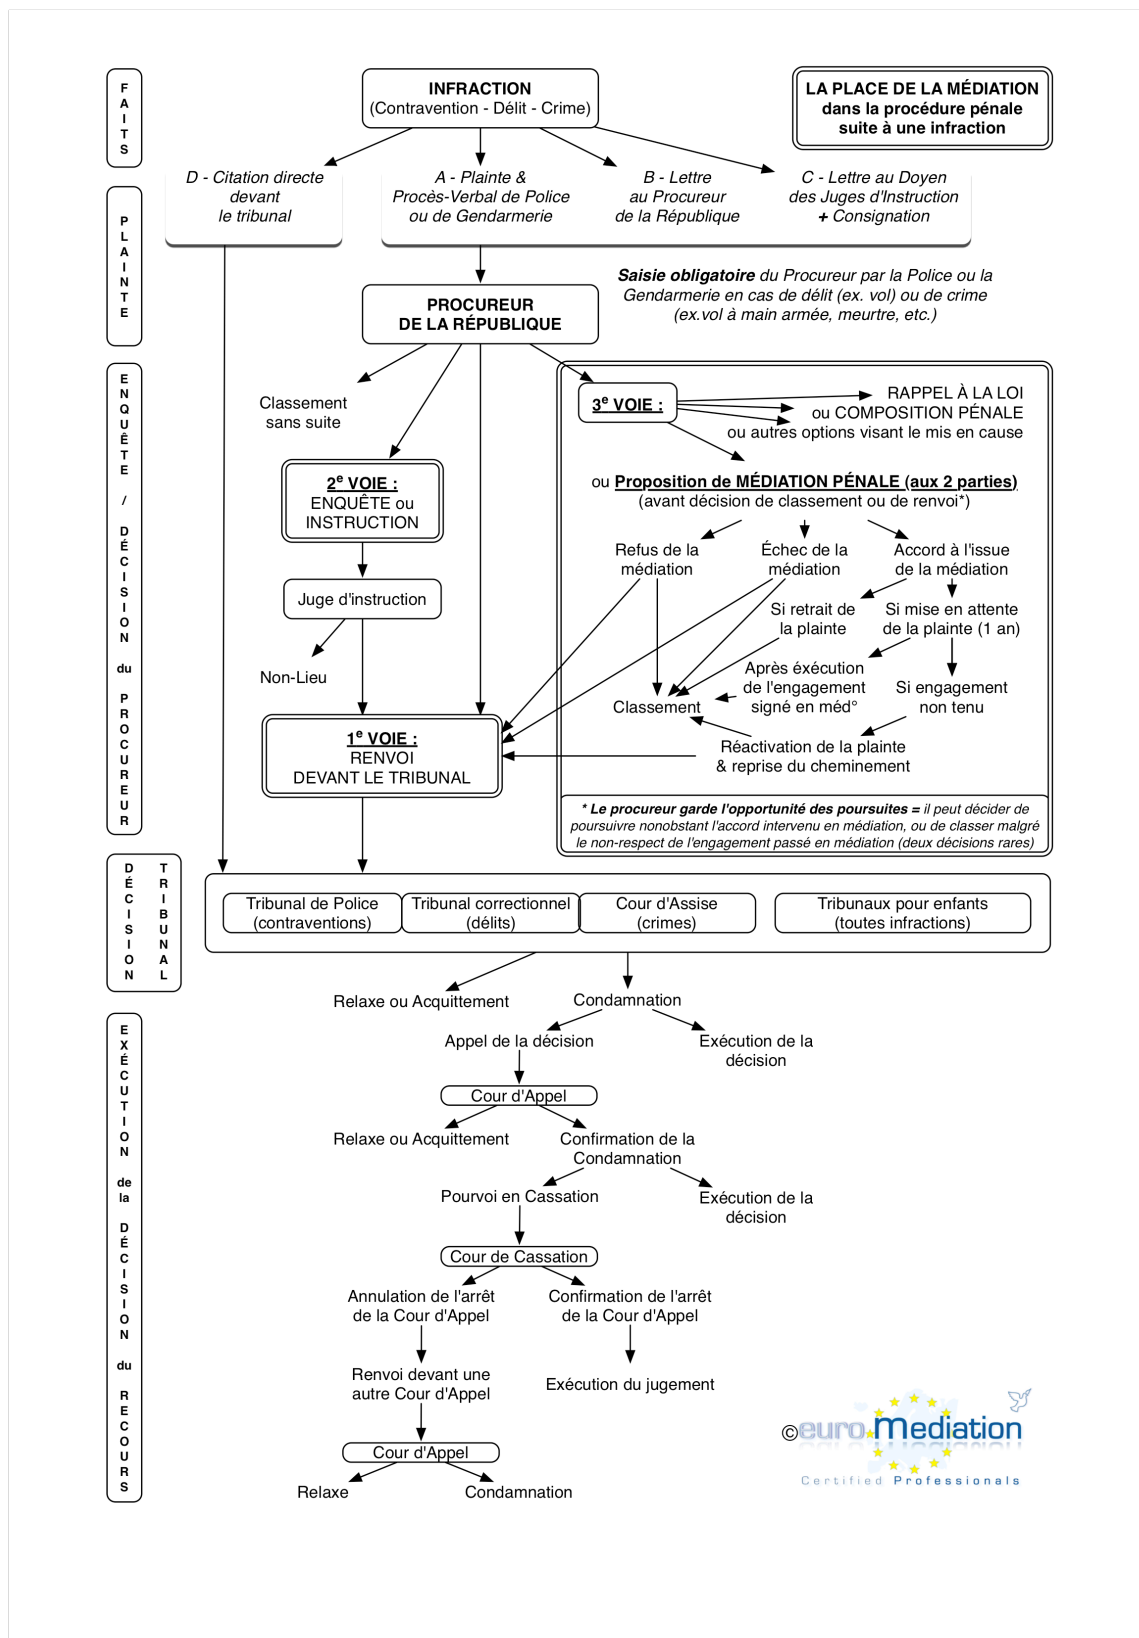 FAITS
INFRACTION
(Contravention - Délit - Crime)
LA PLACE DE LA MÉDIATION
dans la procédure pénale
suite à une infraction
PLAINTE
D - Citation directe
devant
le tribunal
A - Plainte &
Procès-Verbal de Police
ou de Gendarmerie
B - Lettre
au Procureur
de la République
C - Lettre au Doyen
des Juges d'Instruction
+ Consignation
Saisie obligatoire du Procureur par la Police ou la
Gendarmerie en cas de délit (ex. vol) ou de crime
(ex.vol à main armée, meurtre, etc.)
PROCUREUR
DE LA RÉPUBLIQUE
ENQUÊTE / DÉCISION du PROCUREUR
Classement
sans suite
3e VOIE :
RAPPEL À LA LOI
ou COMPOSITION PÉNALE
ou autres options visant le mis en cause
2e VOIE :
ENQUÊTE ou
INSTRUCTION
ou Proposition de MÉDIATION PÉNALE (aux 2 parties)
(avant décision de classement ou de renvoi*)
Refus de la
médiation
Échec de la
médiation
Accord à l'issue
de la médiation
Juge d'instruction
Si retrait de
la plainte
Si mise en attente
de la plainte (1 an)
Non-Lieu
Après éxécution
de l'engagement
signé en méd°
Si engagement
non tenu
Classement
1e VOIE :
RENVOI
DEVANT LE TRIBUNAL
Réactivation de la plainte
& reprise du cheminement
* Le procureur garde l'opportunité des poursuites = il peut décider de
poursuivre nonobstant l'accord intervenu en médiation, ou de classer malgré
le non-respect de l'engagement passé en médiation (deux décisions rares)
DÉCISION
TRIBUNAL
Tribunal de Police
(contraventions)
Tribunal correctionnel
(délits)
Cour d'Assise
(crimes)
Tribunaux pour enfants
(toutes infractions)
EXÉCUTION de la DÉCISION du RECOURS
Relaxe ou Acquittement
Condamnation
Appel de la décision
Exécution de la
décision
Cour d'Appel
Relaxe ou Acquittement
Confirmation de la
Condamnation
Pourvoi en Cassation
Exécution de la
décision
Cour de Cassation
Annulation de l'arrêt
de la Cour d'Appel
Confirmation de l'arrêt
de la Cour d'Appel
Renvoi devant une
autre Cour d'Appel
Exécution du jugement
Cour d'Appel
Relaxe
Condamnation
©euro.mediation
Certified Professionals